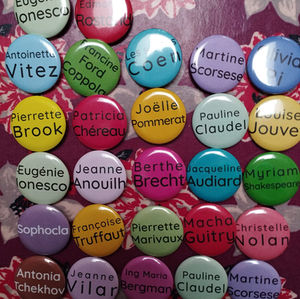 Eugénie
Ionesco
Antoinette
Vitez
Francine
Ford
Coppola
Coen
Martine
Scorsese
Pierrette
Brook
Patricia
Chéreau
Joëlle
Pommerat
Pauline
Claudel
Louise
Jouvet
Eugénie
Ionesco
Jeanne
Anouilh
Berthe
Brecht
Jacqueline
Audiard
Myriam
Shakespeare
Sophocla
Françoise
Truffaut
Pierrette
Marivaux
Macha
Guitry
Christelle
Nolan
Antonia
Tchekhov
Jeanne
Vilar
Ing Maria
Bergman
Pauline
Claudel
Martine
Scorsese